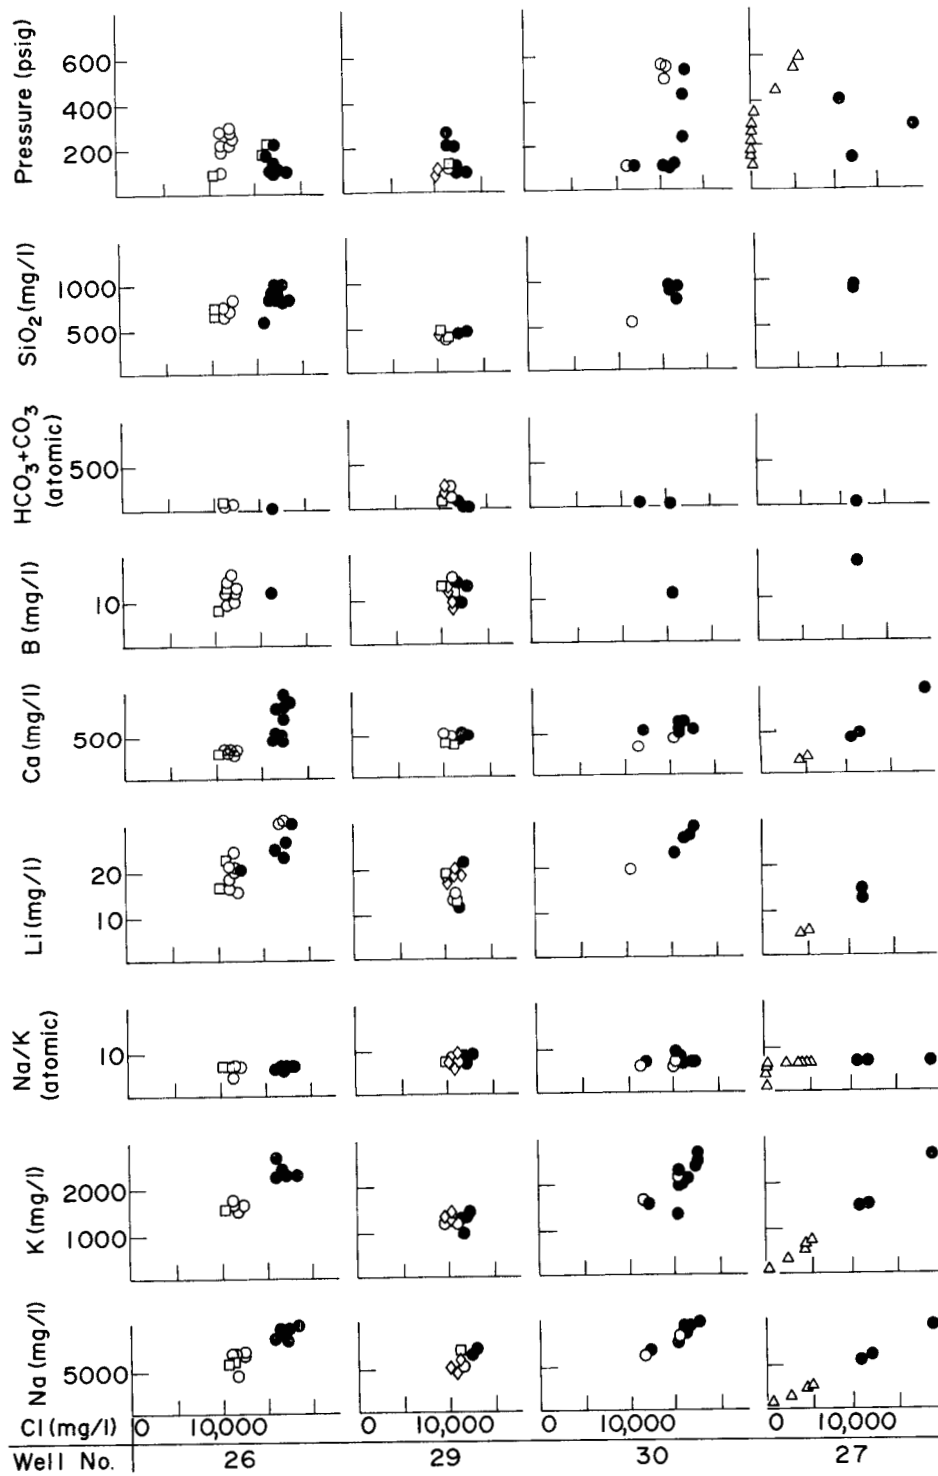 Pressure (psig)
600
400
200
SiO2 (mg/l)
1000
500
HCO3+CO3
(atomic)
500
B (mg/l)
10
Ca (mg/l)
500
Li (mg/l)
20
10
Na/K
(atomic)
10
K (mg/l)
2000
1000
Na (mg/l)
5000
Cl (mg/l) 0 10,000 0 10,000 0 10,000 0 10,000
Well No. 26 29 30 27